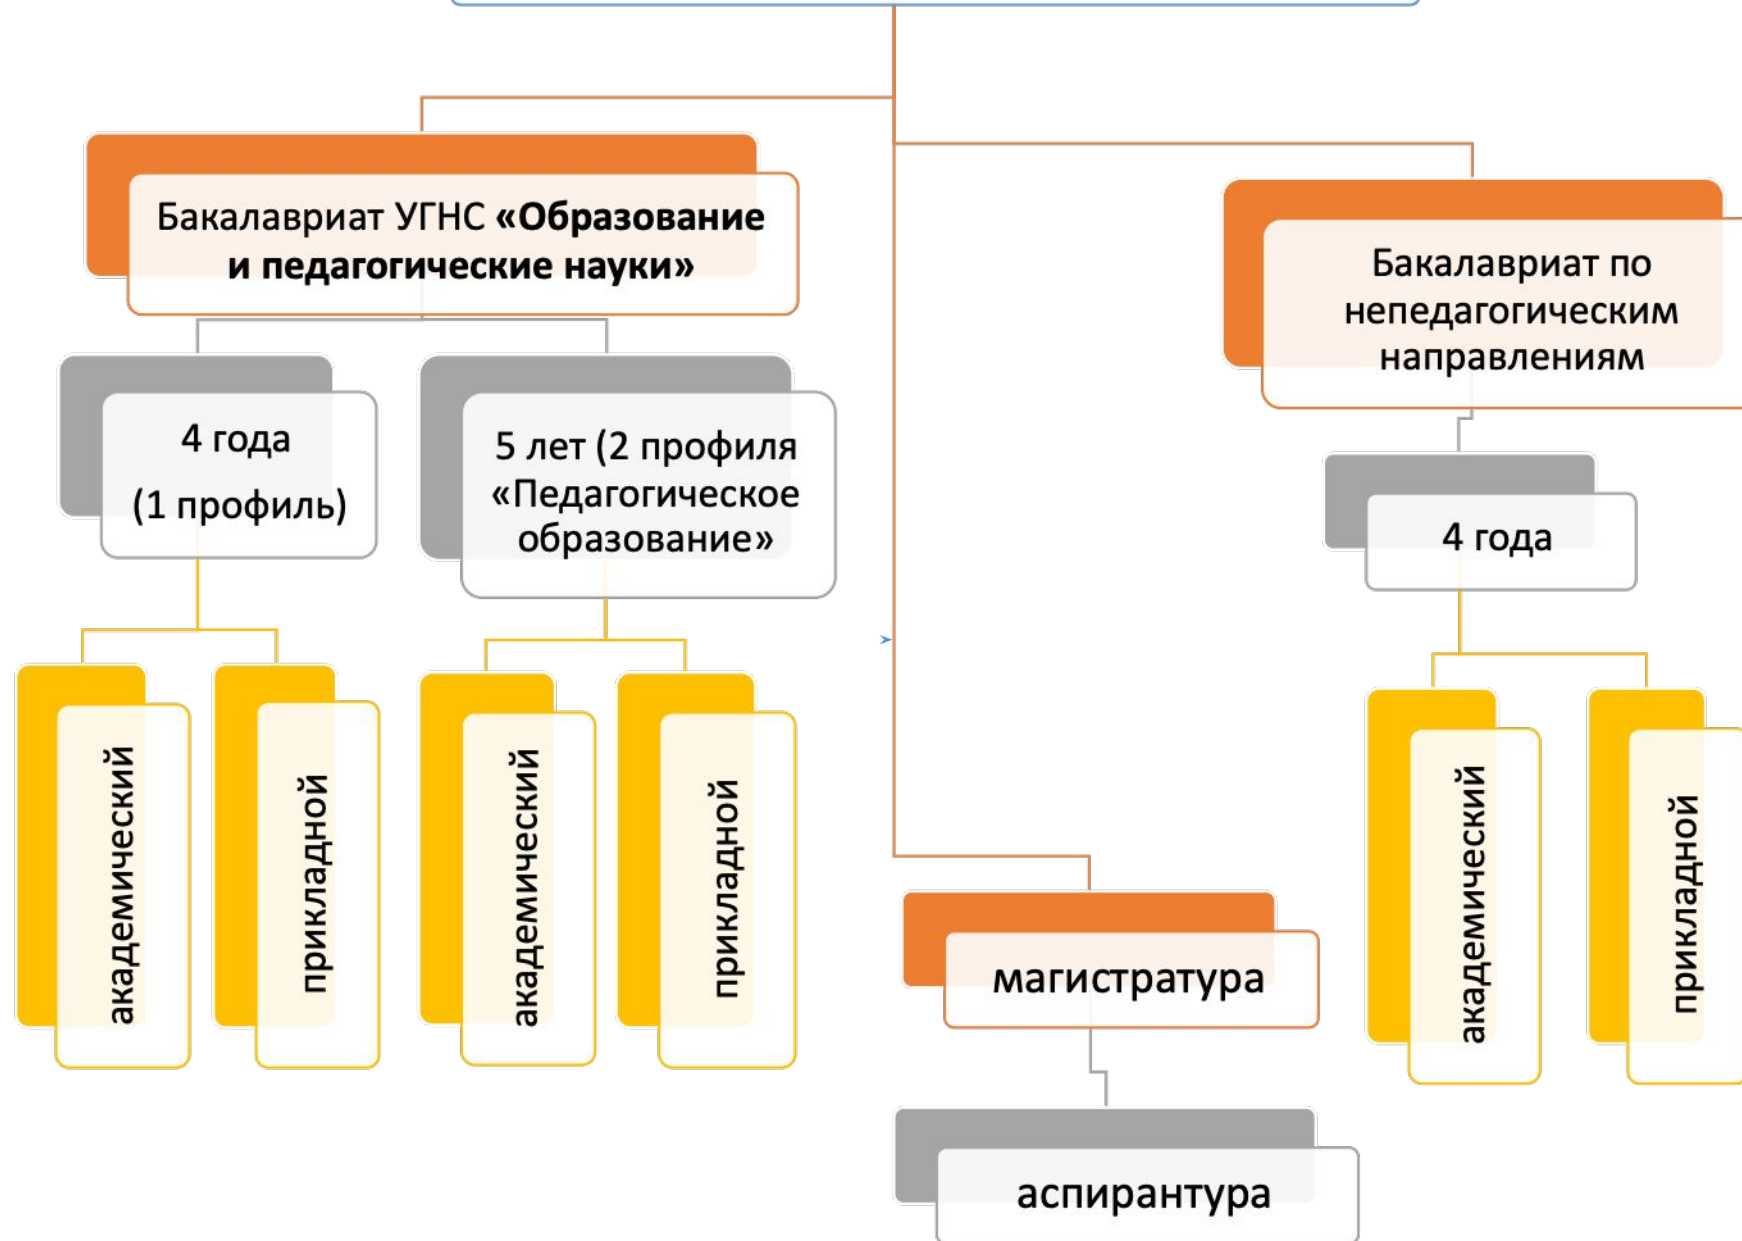 Бакалавриат УГНС «Образование
и педагогические науки»
Бакалавриат по
непедагогическим
направлениям
4 года
(1 профиль)
5 лет (2 профиля
«Педагогическое
образование»
4 года
академический
прикладной
академический
прикладной
академический
прикладной
магистратура
аспирантура